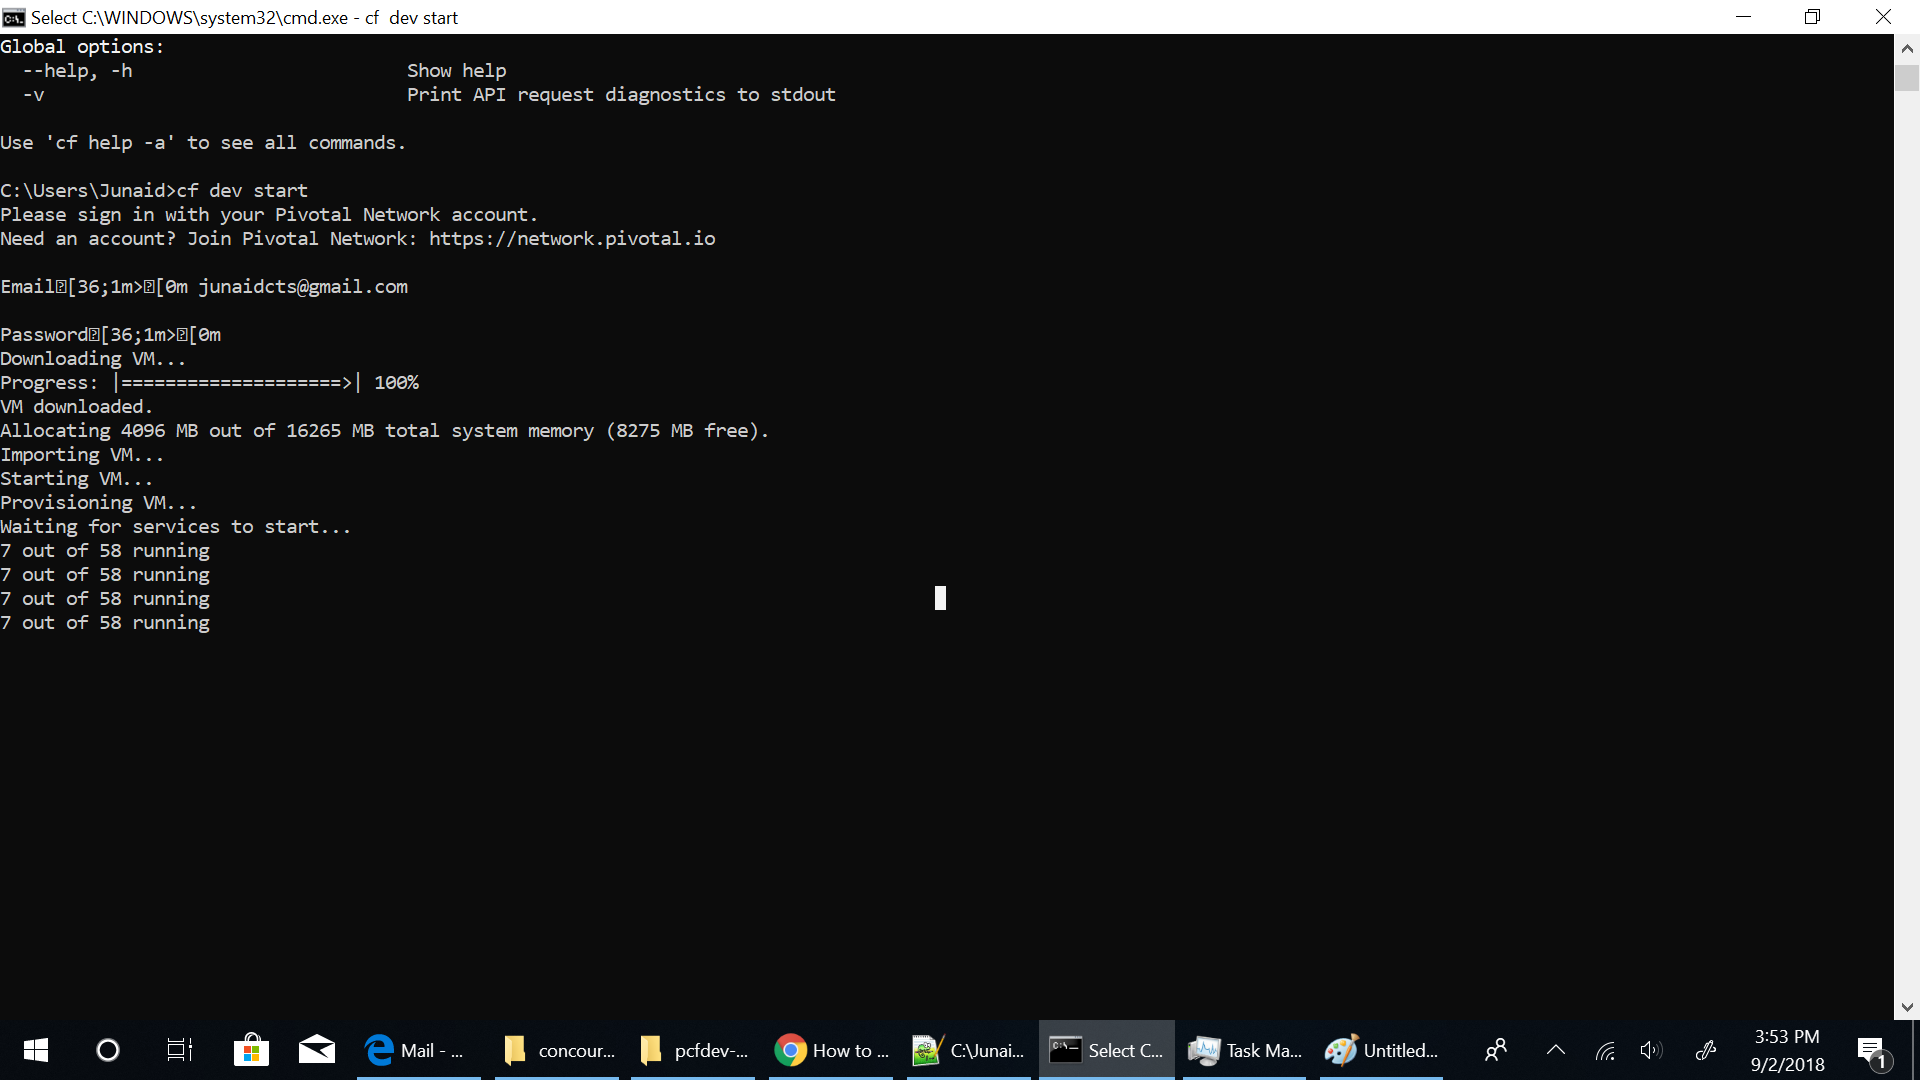 Select C:\WINDOWS\system32\cmd.exe - cf  dev start
Global options:
  --help, -h                         Show help
  -v                                 Print API request diagnostics to stdout
Use 'cf help -a' to see all commands.
C:\Users\Junaid>cf dev start
Please sign in with your Pivotal Network account.
Need an account? Join Pivotal Network: https://network.pivotal.io
Email⍰[36;1m>⍰[0m junaidcts@gmail.com
Password⍰[36;1m>⍰[0m
Downloading VM...
Progress: |====================>| 100%
VM downloaded.
Allocating 4096 MB out of 16265 MB total system memory (8275 MB free).
Importing VM...
Starting VM...
Provisioning VM...
Waiting for services to start...
7 out of 58 running
7 out of 58 running
7 out of 58 running
7 out of 58 running
Mail - ...
concour...
pcfdev-...
How to ...
C:\Junai...
Select C...
Task Ma...
Untitled...
3:53 PM
9/2/2018
1